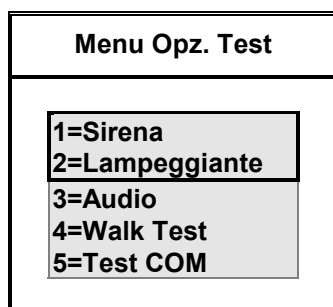 Menu Opz. Test
1=Sirena
2=Lampeggiante
3=Audio
4=Walk Test
5=Test COM